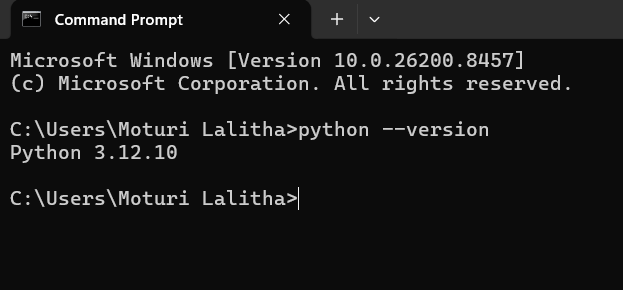 Command Prompt
Microsoft Windows [Version 10.0.26200.8457]
(c) Microsoft Corporation. All rights reserved.
C:\Users\Moturi Lalitha>python --version
Python 3.12.10
C:\Users\Moturi Lalitha>